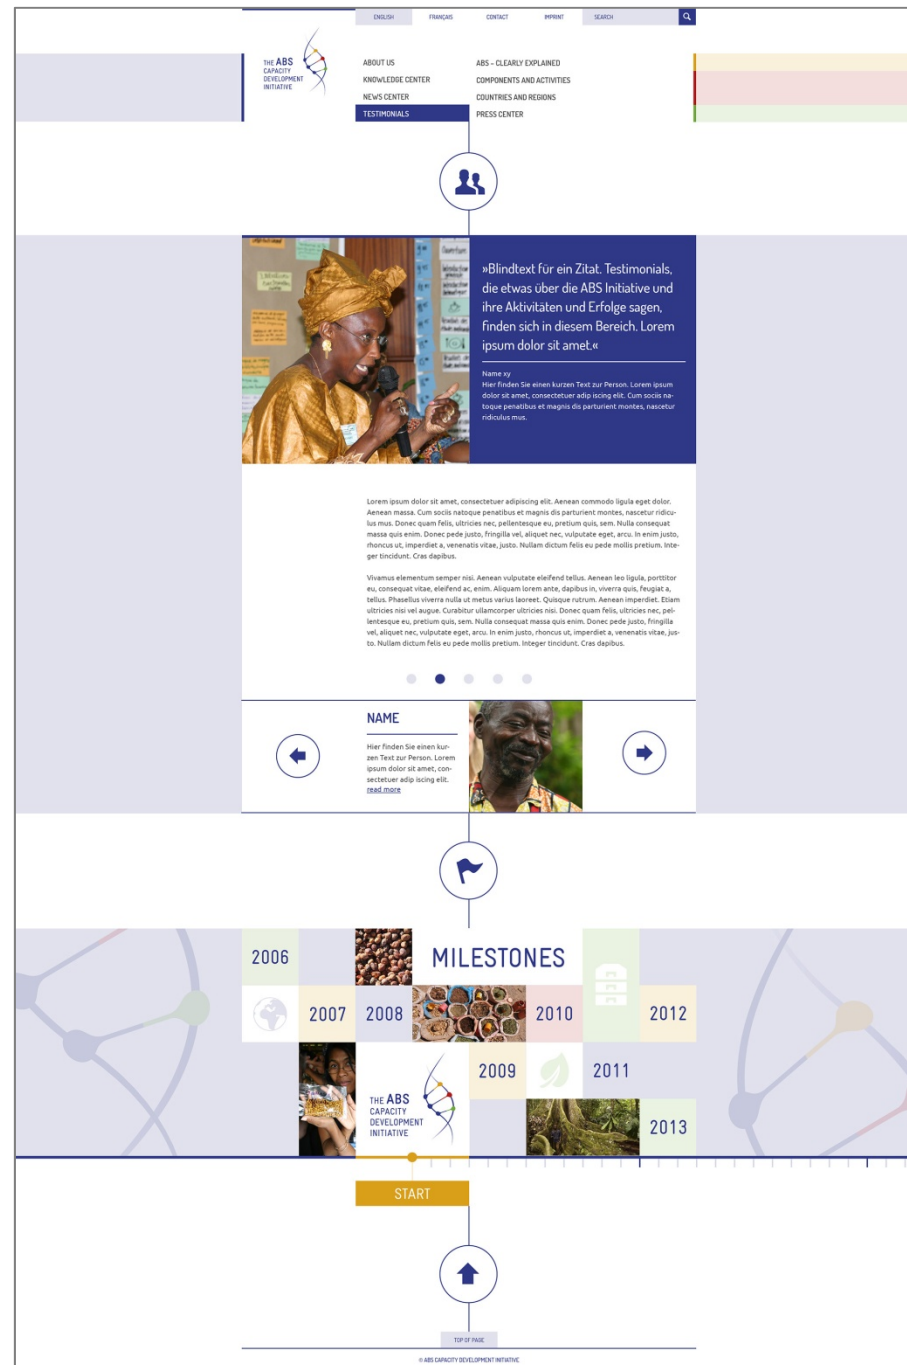 ENGLISH
FRANÇAIS
CONTACT
IMPRINT
SEARCH
THE ABS
CAPACITY
DEVELOPMENT
INITIATIVE
ABOUT US
KNOWLEDGE CENTER
NEWS CENTER
TESTIMONIALS
ABS – CLEARLY EXPLAINED
COMPONENTS AND ACTIVITIES
COUNTRIES AND REGIONS
PRESS CENTER
»Blindtext für ein Zitat. Testimonials,
die etwas über die ABS Initiative und
ihre Aktivitäten und Erfolge sagen,
finden sich in diesem Bereich. Lorem
ipsum dolor sit amet.«
Name xy
Hier finden Sie einen kurzen Text zur Person. Lorem ipsum
dolor sit amet, consectetuer adip iscing elit. Cum sociis na-
toque penatibus et magnis dis parturient montes, nascetur
ridiculus mus.
Lorem ipsum dolor sit amet, consectetuer adipiscing elit. Aenean commodo ligula eget dolor.
Aenean massa. Cum sociis natoque penatibus et magnis dis parturient montes, nascetur ridicu-
lus mus. Donec quam felis, ultricies nec, pellentesque eu, pretium quis, sem. Nulla consequat
massa quis enim. Donec pede justo, fringilla vel, aliquet nec, vulputate eget, arcu. In enim justo,
rhoncus ut, imperdiet a, venenatis vitae, justo. Nullam dictum felis eu pede mollis pretium. Inte-
ger tincidunt. Cras dapibus.
Vivamus elementum semper nisi. Aenean vulputate eleifend tellus. Aenean leo ligula, porttitor
eu, consequat vitae, eleifend ac, enim. Aliquam lorem ante, dapibus in, viverra quis, feugiat a,
tellus. Phasellus viverra nulla ut metus varius laoreet. Quisque rutrum. Aenean imperdiet. Etiam
ultricies nisi vel augue. Curabitur ullamcorper ultricies nisi. Donec quam felis, ultricies nec, pel-
lentesque eu, pretium quis, sem. Nulla consequat massa quis enim. Donec pede justo, fringilla
vel, aliquet nec, vulputate eget, arcu. In enim justo, rhoncus ut, imperdiet a, venenatis vitae, jus-
to. Nullam dictum felis eu pede mollis pretium. Integer tincidunt. Cras dapibus.
NAME
Hier finden Sie einen kur-
zen Text zur Person. Lorem
ipsum dolor sit amet, con-
sectetuer adip iscing elit.
read more
2006
MILESTONES
2007
2008
2010
2012
2009
2011
THE ABS
CAPACITY
DEVELOPMENT
INITIATIVE
2013
START
TOP OF PAGE
© ABS CAPACITY DEVELOPMENT INITIATIVE